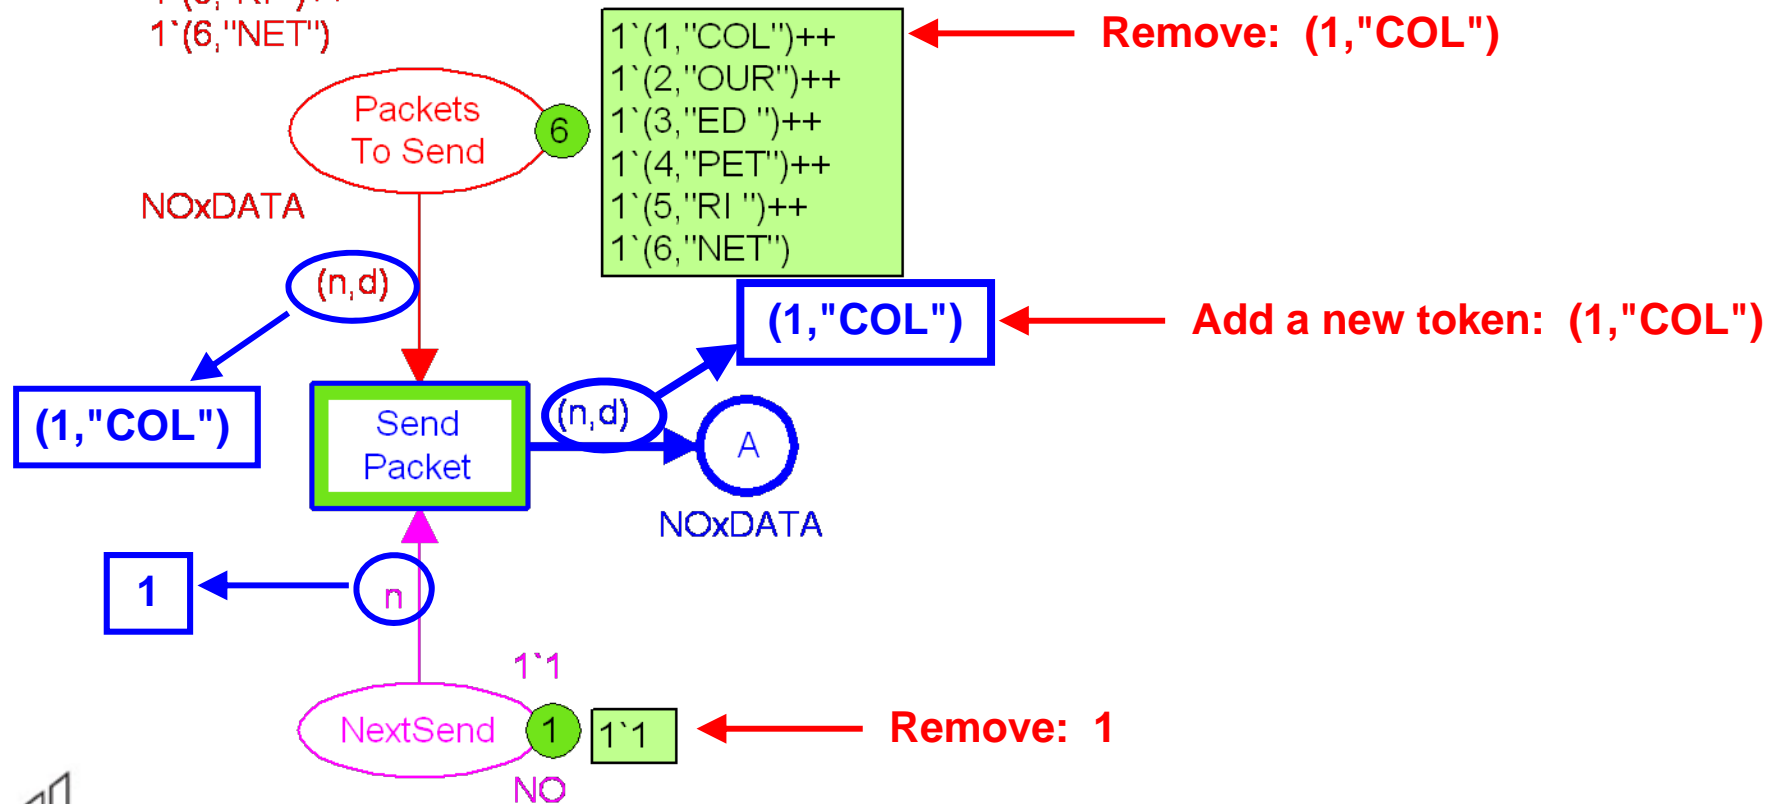 1`(6,"NET")
1`(1,"COL")++
1`(2,"OUR")++
1`(3,"ED ")++
1`(4,"PET")++
1`(5,"RI ")++
1`(6,"NET")
Remove: (1,"COL")
Packets
To Send
6
NOxDATA
(n,d)
(1,"COL")
Add a new token: (1,"COL")
(1,"COL")
Send
Packet
(n,d)
A
NOxDATA
1
n
1`1
NextSend
1
1`1
Remove: 1
NO